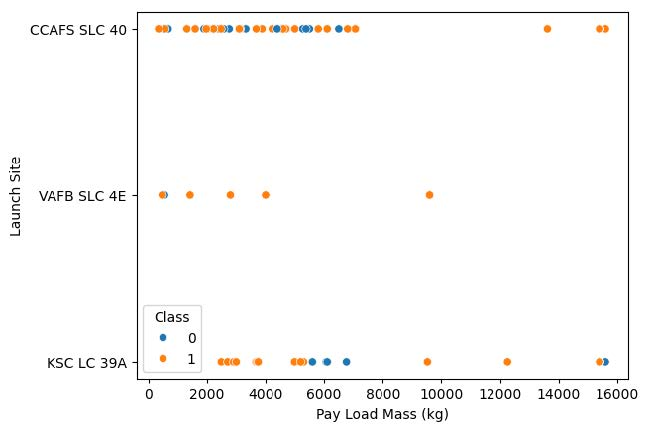 CCAFS SLC 40
VAFB SLC 4E
KSC LC 39A
Launch Site
Class
0
1
0 2000 4000 6000 8000 10000 12000 14000 16000
Pay Load Mass (kg)